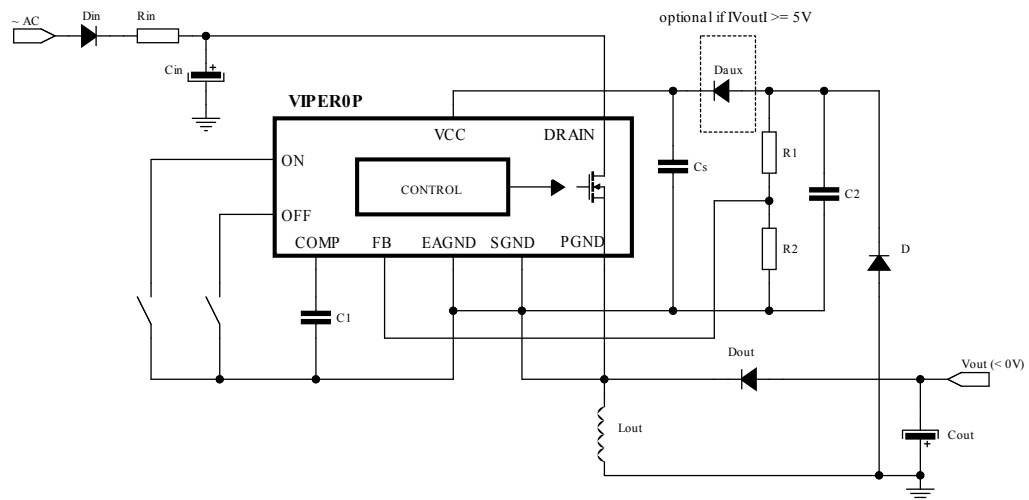 ~ AC
Din
Rin
optional if IVoutI >= 5V
+
Cin
Daux
VIPER0P
VCC
DRAIN
R1
ON
Cs
CONTROL
C2
OFF
COMP
FB
EAGND
SGND
PGND
R2
D
C1
Dout
Vout (< 0V)
Lout
Cout
+